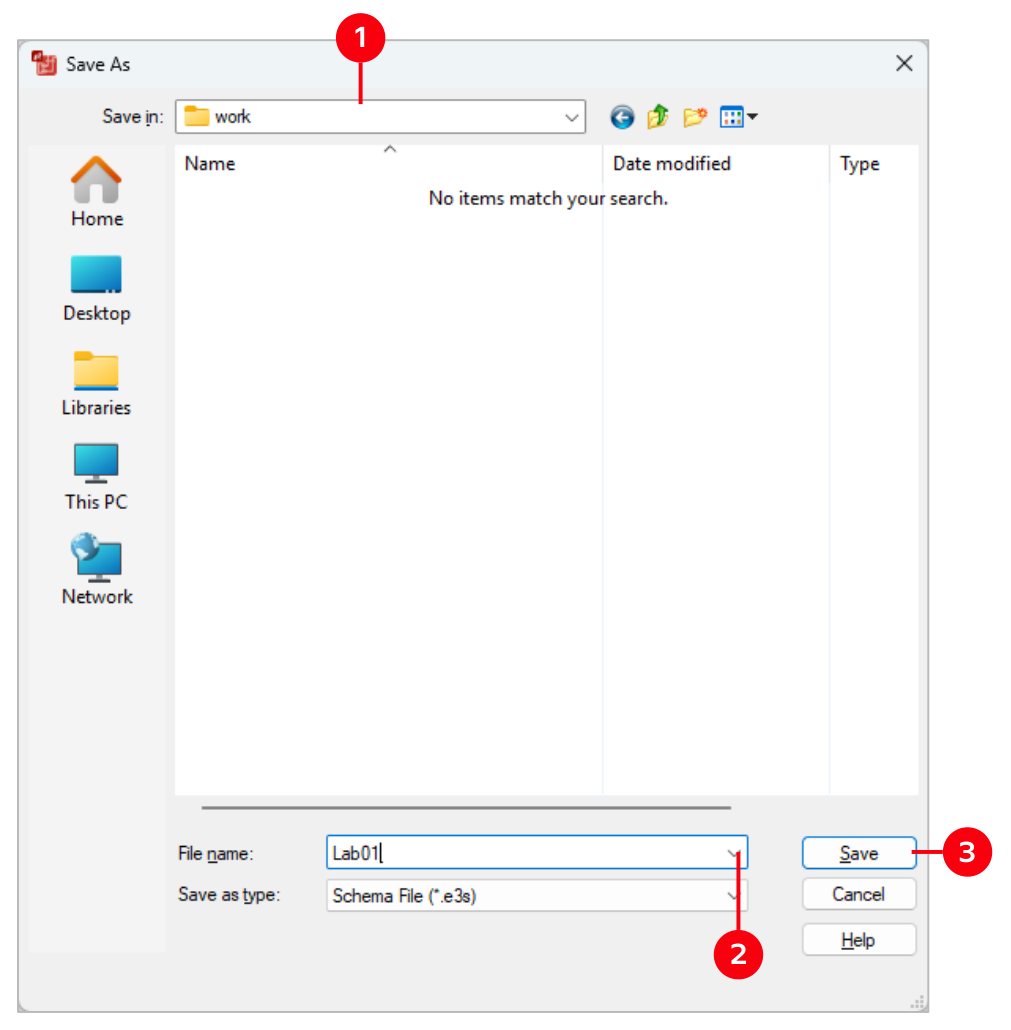 1
Save As
Save in: work
Name Date modified Type
No items match your search.
Home
Desktop
Libraries
This PC
Network
File name: Lab01 Save 3
Save as type: Schema File (*.e3s) Cancel
2 Help